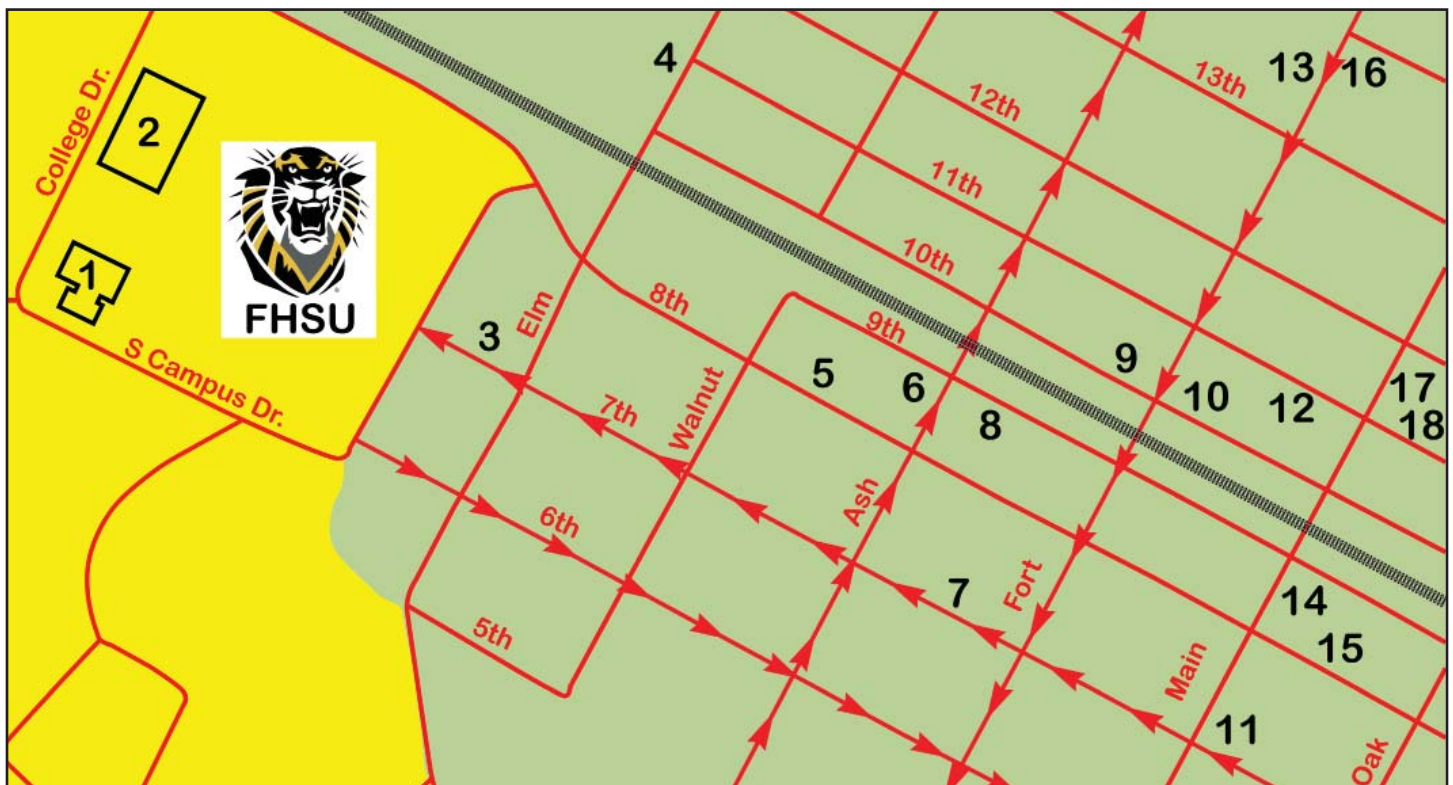 4
13
16
13th
College Dr.
2
12th
11th
FHSU
1
10th
8th
9th
Elm
3
S Campus Dr.
5
6
8
9
10
12
17
18
7th
Walnut
Ash
6th
Fort
7
14
15
5th
Main
11
Oak